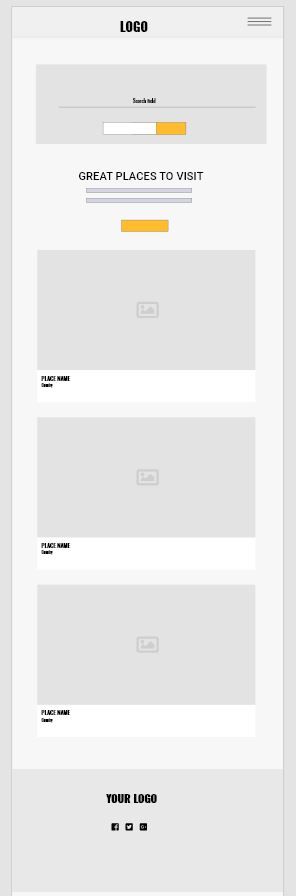 LOGO
Search field
GREAT PLACES TO VISIT
PLACE NAME
Country
PLACE NAME
Country
PLACE NAME
Country
YOUR LOGO